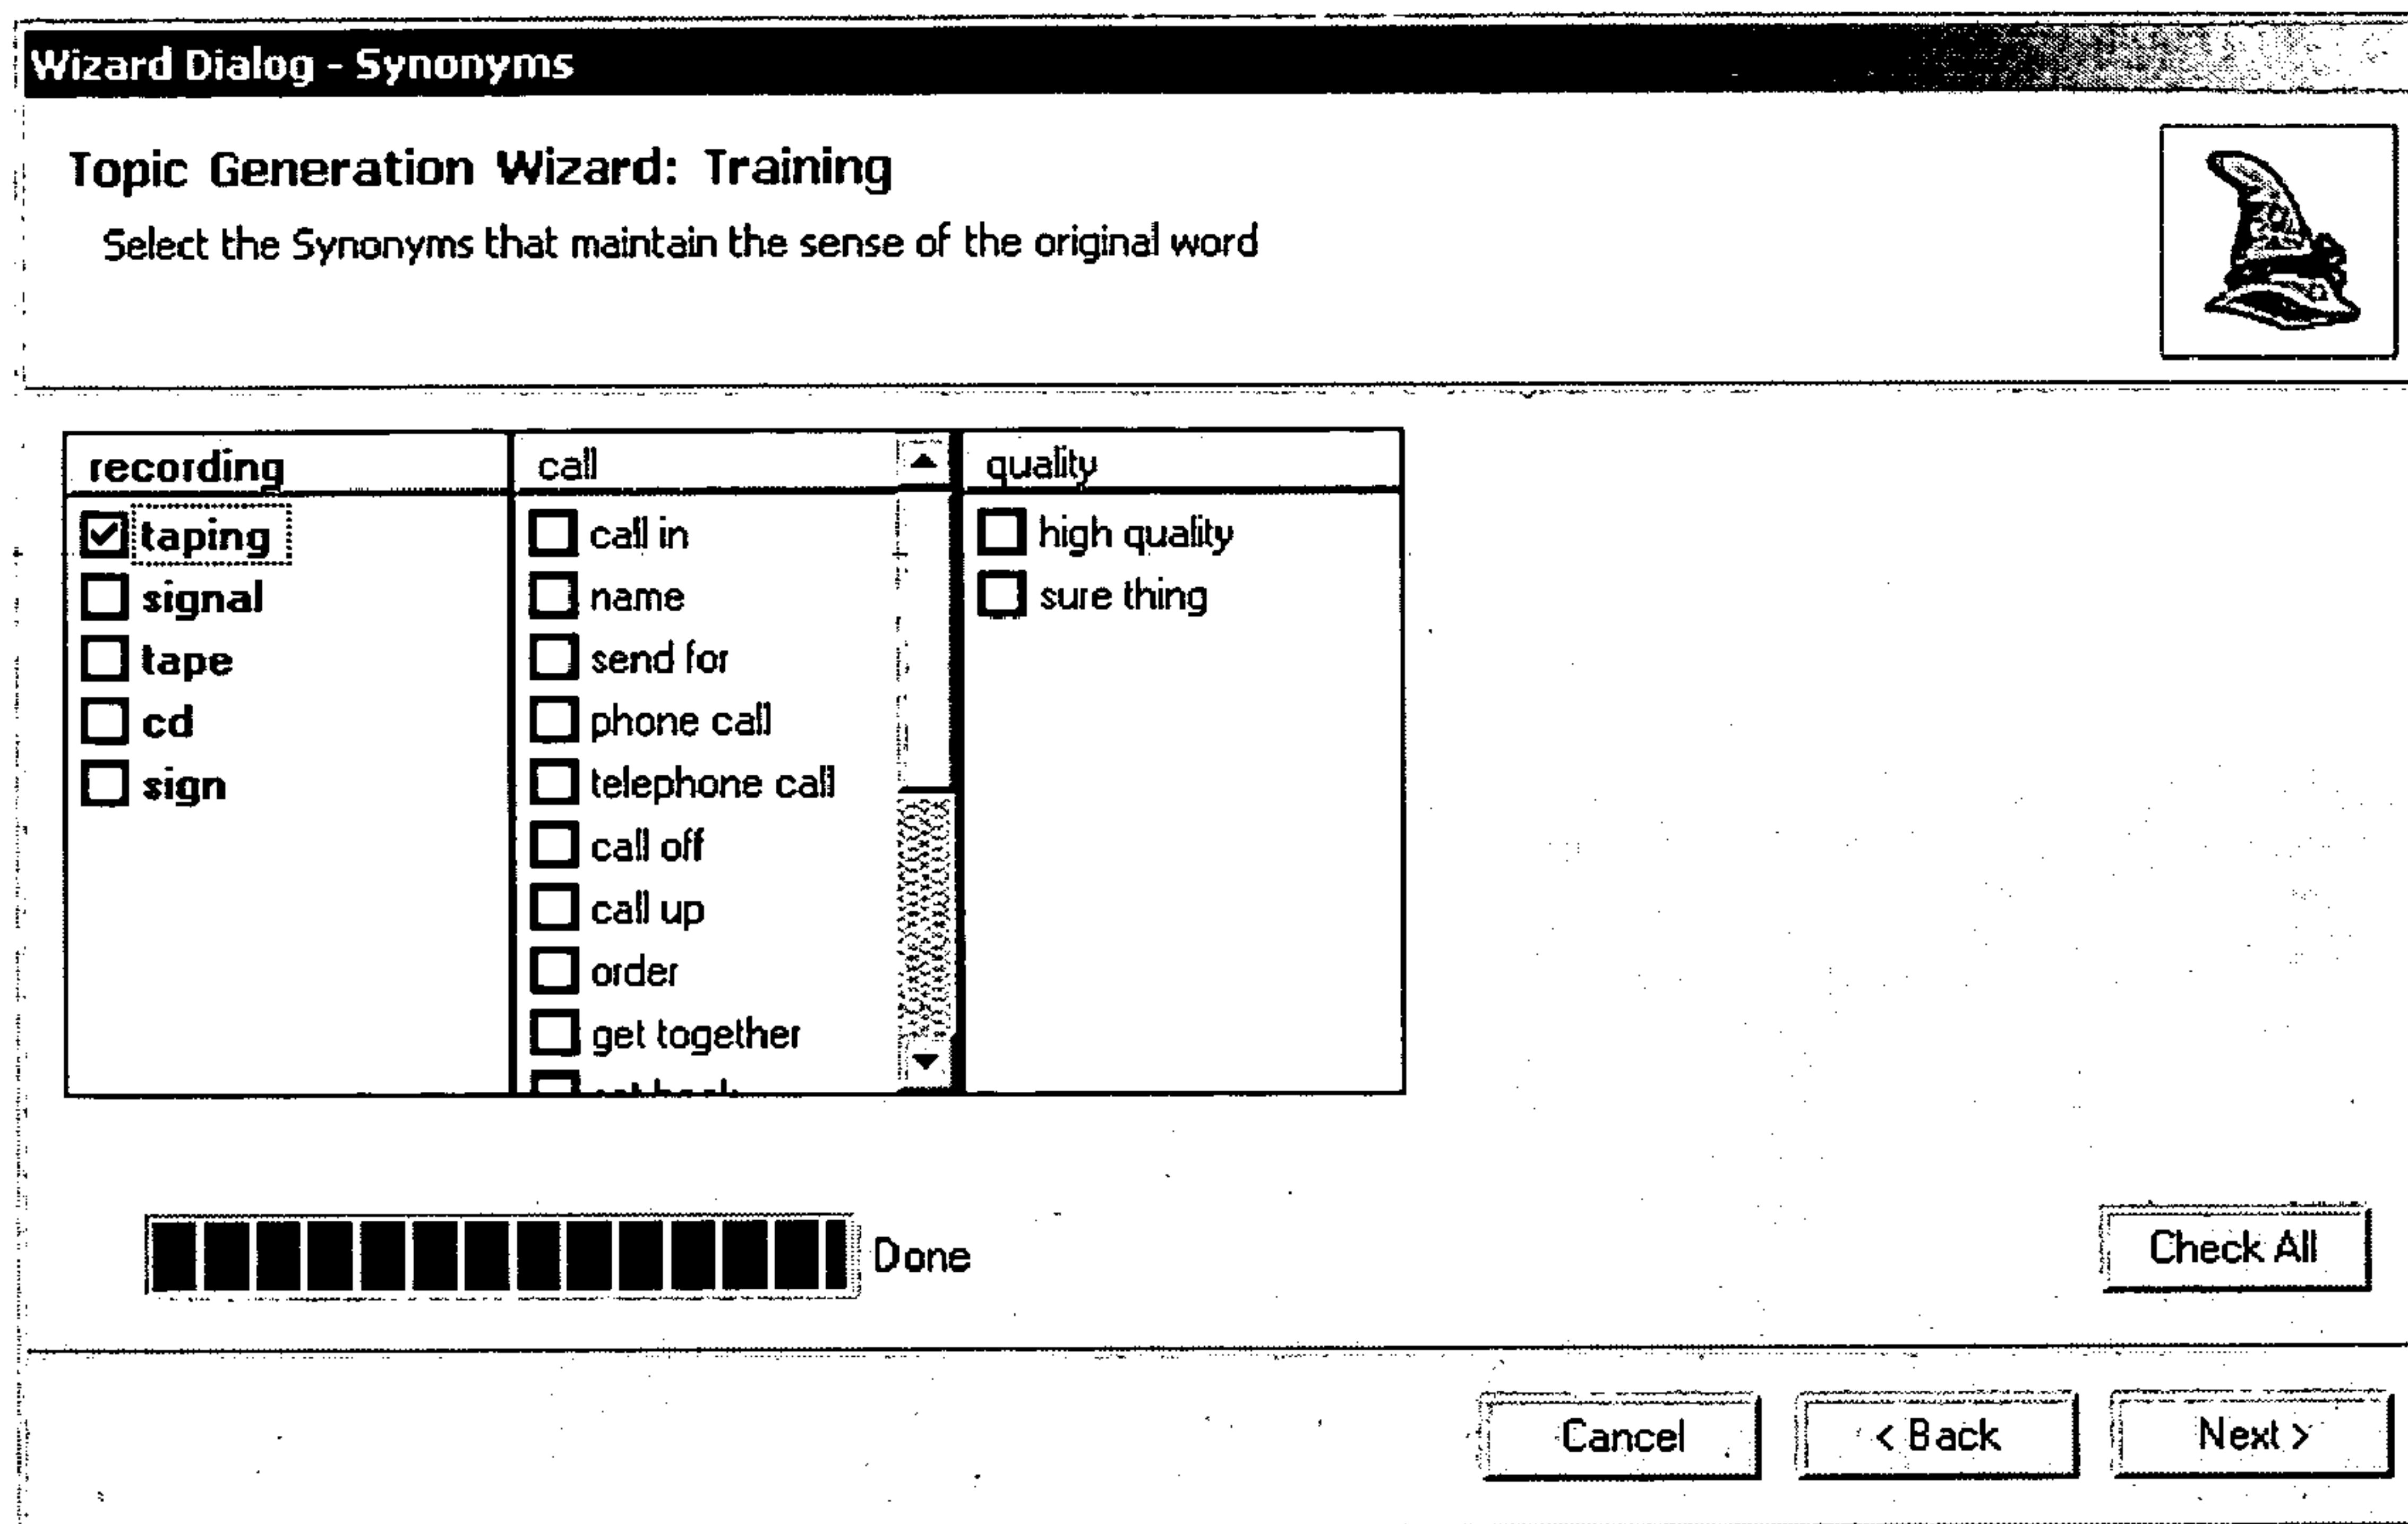 Wizard Dialog - Synonyms
Topic Generation Wizard: Training
Select the Synonyms that maintain the sense of the original word
recording
taping
signal
tape
cd
sign
call
call in
name
send for
phone call
telephone call
call off
call up
order
get together
quality
high quality
sure thing
Done
Check All
Cancel
< Back
Next >